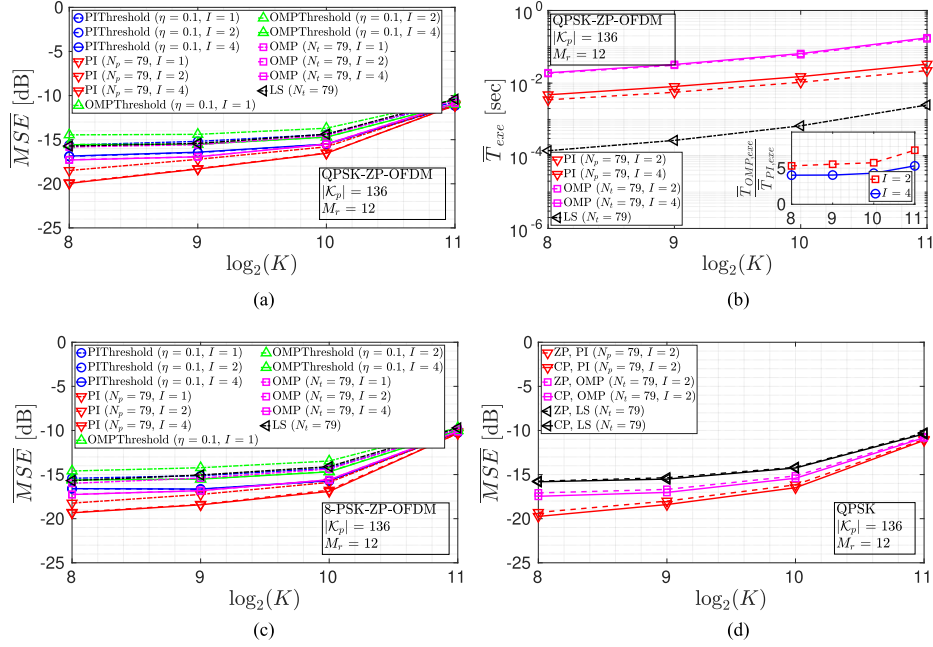 0
-5
-10
-15
-20
-25
8
9
10
11
log₂(K)
MSE [dB]
PIThreshold (η = 0.1, I = 1)
PIThreshold (η = 0.1, I = 2)
PIThreshold (η = 0.1, I = 4)
PI (Nₚ = 79, I = 1)
PI (Nₚ = 79, I = 2)
PI (Nₚ = 79, I = 4)
OMPThreshold (η = 0.1, I = 1)
OMPThreshold (η = 0.1, I = 2)
OMPThreshold (η = 0.1, I = 4)
OMP (Nₜ = 79, I = 1)
OMP (Nₜ = 79, I = 2)
OMP (Nₜ = 79, I = 4)
LS (Nₜ = 79)
QPSK-ZP-OFDM
|𝒦ₚ| = 136
Mᵣ = 12
(a)
10⁰
10⁻²
10⁻⁴
10⁻⁶
8
9
10
11
log₂(K)
T_exe [sec]
QPSK-ZP-OFDM
|𝒦ₚ| = 136
Mᵣ = 12
PI (Nₚ = 79, I = 2)
PI (Nₚ = 79, I = 4)
OMP (Nₜ = 79, I = 2)
OMP (Nₜ = 79, I = 4)
LS (Nₜ = 79)
T_OMP,exe
T_PI,exe
5
0
8
9
10
11
I = 2
I = 4
(b)
0
-5
-10
-15
-20
-25
8
9
10
11
log₂(K)
MSE [dB]
PIThreshold (η = 0.1, I = 1)
PIThreshold (η = 0.1, I = 2)
PIThreshold (η = 0.1, I = 4)
PI (Nₚ = 79, I = 1)
PI (Nₚ = 79, I = 2)
PI (Nₚ = 79, I = 4)
OMPThreshold (η = 0.1, I = 1)
OMPThreshold (η = 0.1, I = 2)
OMPThreshold (η = 0.1, I = 4)
OMP (Nₜ = 79, I = 1)
OMP (Nₜ = 79, I = 2)
OMP (Nₜ = 79, I = 4)
LS (Nₜ = 79)
8-PSK-ZP-OFDM
|𝒦ₚ| = 136
Mᵣ = 12
(c)
0
-5
-10
-15
-20
-25
8
9
10
11
log₂(K)
MSE [dB]
ZP, PI (Nₚ = 79, I = 2)
CP, PI (Nₚ = 79, I = 2)
ZP, OMP (Nₜ = 79, I = 2)
CP, OMP (Nₜ = 79, I = 2)
ZP, LS (Nₜ = 79)
CP, LS (Nₜ = 79)
QPSK
|𝒦ₚ| = 136
Mᵣ = 12
(d)